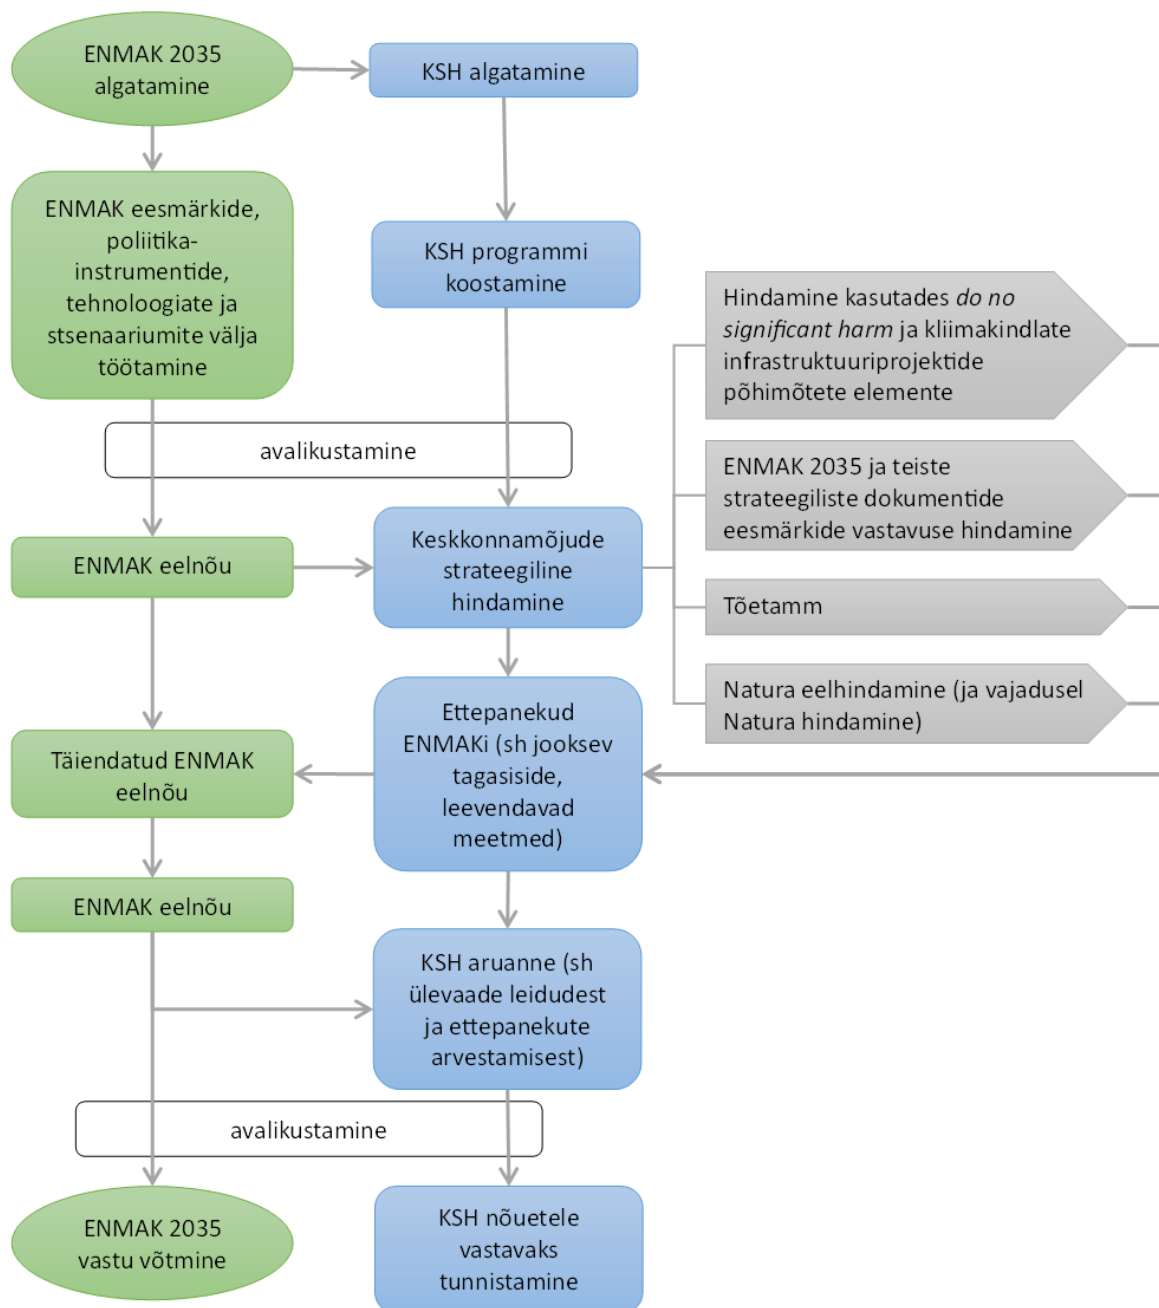 ENMAK 2035
algatamine
KSH algatamine
ENMAK eesmärkide,
poliitika-
instrumentide,
tehnoloogiate ja
stsenaariumite välja
töötamine
KSH programmi
koostamine
Hindamine kasutades do no
significant harm ja kliimakindlate
infrastruktuuriprojektide
põhimõtete elemente
avalikustamine
ENMAK 2035 ja teiste
strateegiliste dokumentide
eesmärkide vastavuse hindamine
ENMAK eelnõu
Keskkonnamõjude
strateegiline
hindamine
Tõetamm
Natura eelhindamine (ja vajadusel
Natura hindamine)
Ettepanekud
ENMAKi (sh jooksev
tagasiside,
leevendavad
meetmed)
Täiendatud ENMAK
eelnõu
ENMAK eelnõu
KSH aruanne (sh
ülevaade leidudest
ja ettepanekute
arvestamisest)
avalikustamine
ENMAK 2035
vastu võtmine
KSH nõuetele
vastavaks
tunnistamine